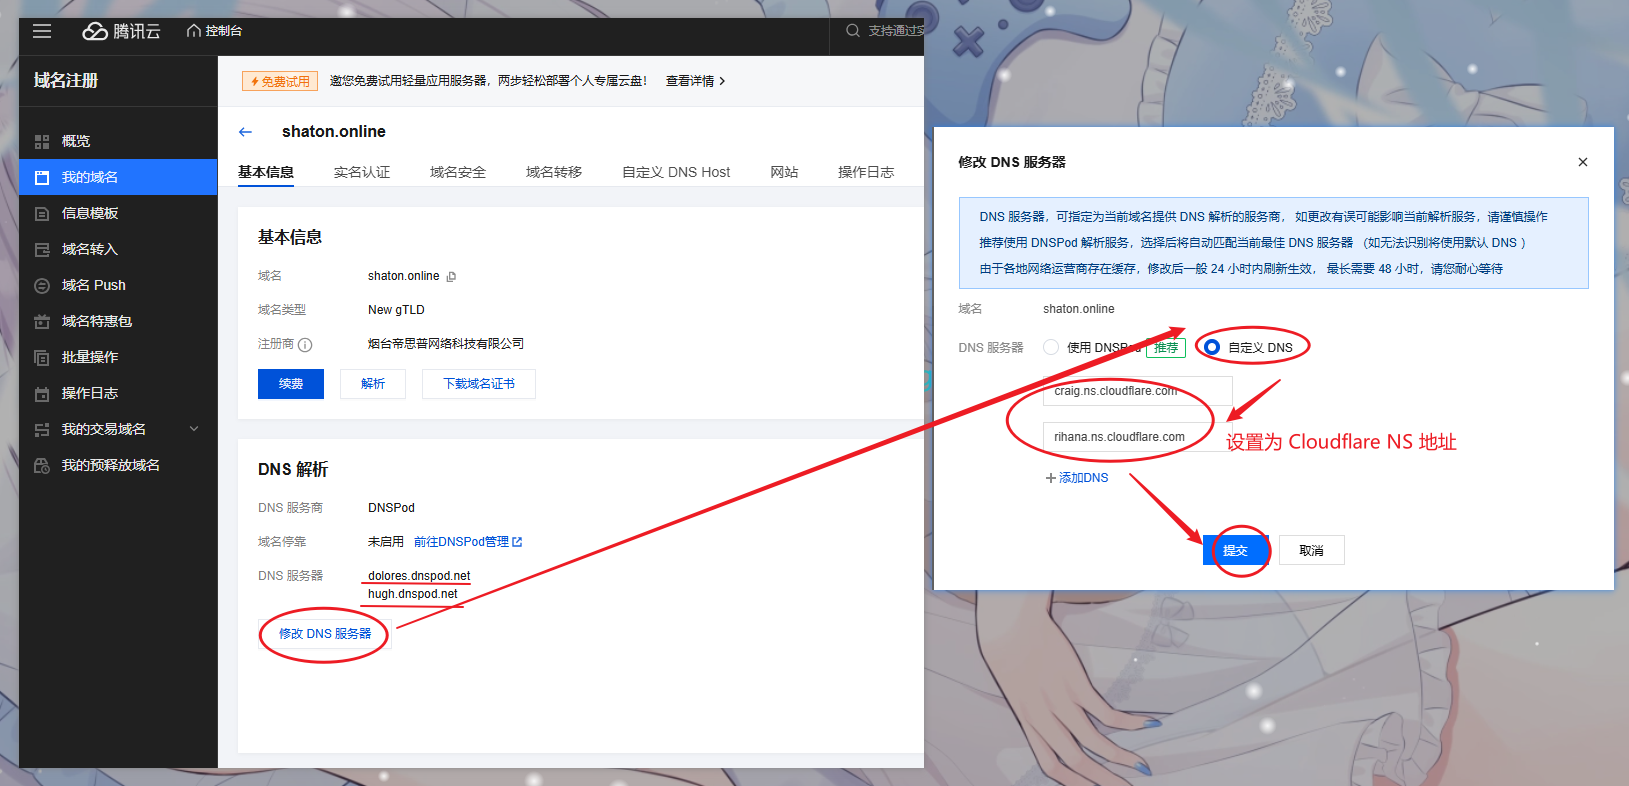 腾讯云
控制台
支持通过实
域名注册
概览
我的域名
信息模板
域名转入
域名 Push
域名特惠包
批量操作
操作日志
我的交易域名
我的预释放域名
免费试用 邀您免费试用轻量应用服务器，两步轻松部署个人专属云盘！ 查看详情
shaton.online
基本信息 实名认证 域名安全 域名转移 自定义 DNS Host 网站 操作日志
基本信息
域名 shaton.online
域名类型 New gTLD
注册商 烟台帝思普网络科技有限公司
续费 解析 下载域名证书
DNS 解析
DNS 服务商 DNSPod
域名停靠 未启用 前往DNSPod管理
DNS 服务器 dolores.dnspod.net
hugh.dnspod.net
修改 DNS 服务器
修改 DNS 服务器
DNS 服务器，可指定为当前域名提供 DNS 解析的服务商， 如更改有误可能影响当前解析服务，请谨慎操作
推荐使用 DNSPod 解析服务，选择后将自动匹配当前最佳 DNS 服务器 （如无法识别将使用默认 DNS ）
由于各地网络运营商存在缓存，修改后一般 24 小时内刷新生效， 最长需要 48 小时，请您耐心等待
域名 shaton.online
DNS 服务器 使用 DNSPod 推荐 自定义 DNS
craig.ns.cloudflare.com
rihana.ns.cloudflare.com
设置为 Cloudflare NS 地址
添加DNS
提交 取消